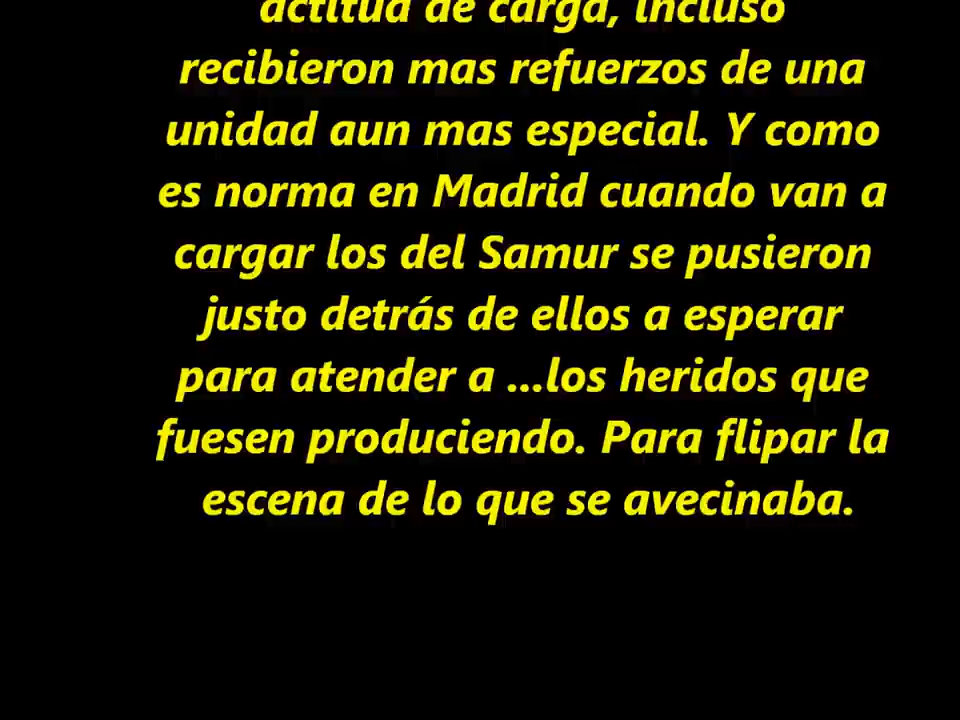 actitud de carga, incluso
recibieron mas refuerzos de una
unidad aun mas especial. Y como
es norma en Madrid cuando van a
cargar los del Samur se pusieron
justo detrás de ellos a esperar
para atender a ...los heridos que
fuesen produciendo. Para flipar la
escena de lo que se avecinaba.